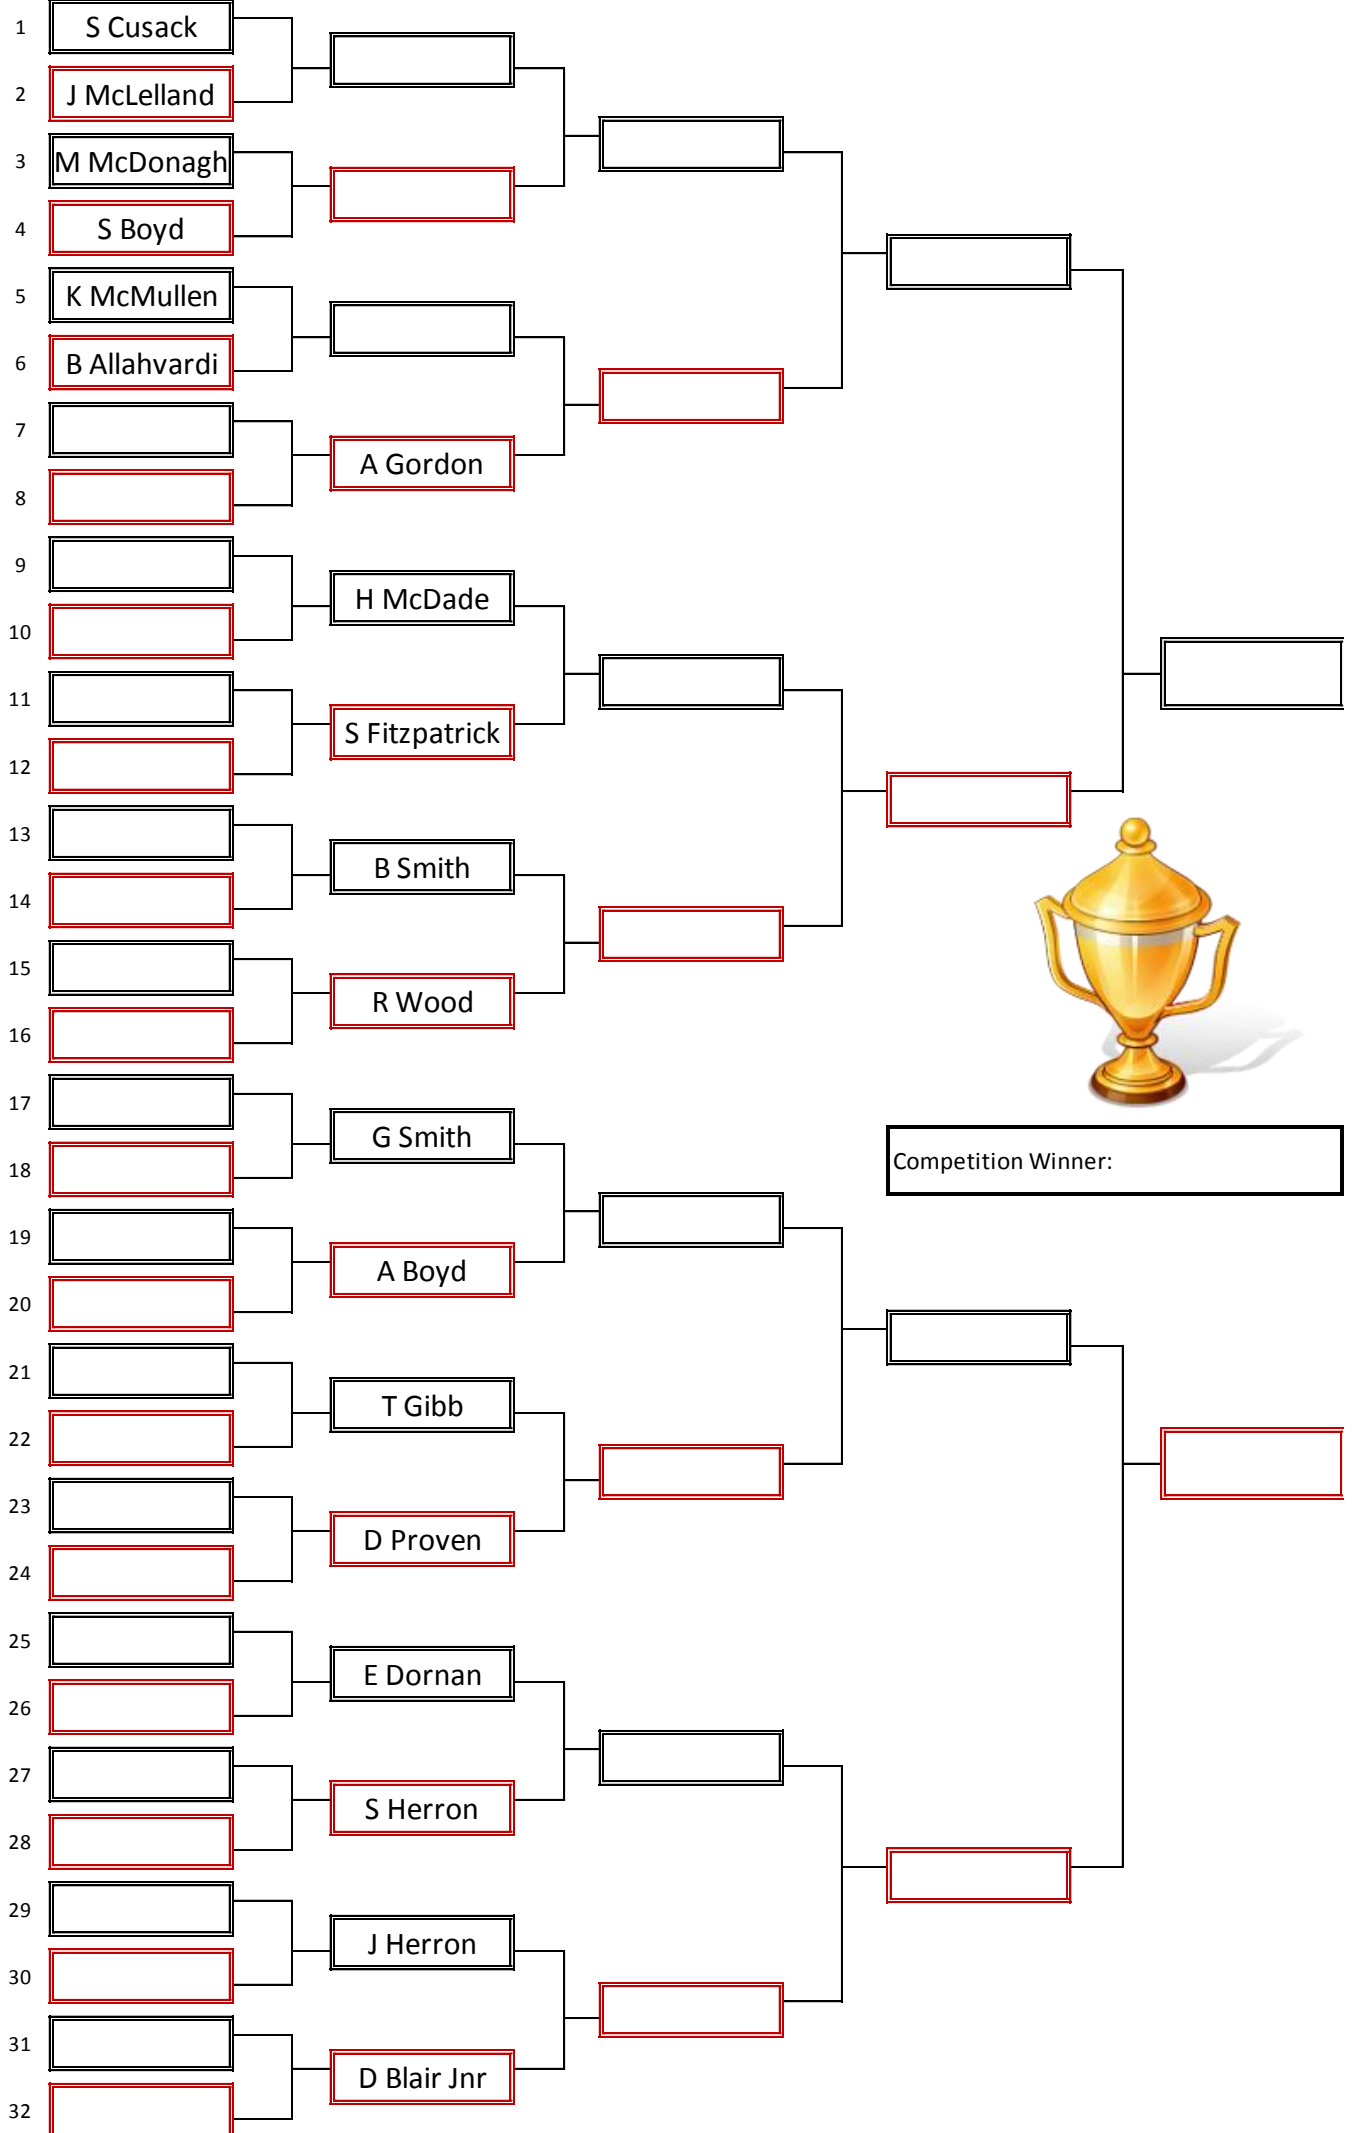 1 S Cusack
2 J McLelland
3 M McDonagh
4 S Boyd
5 K McMullen
6 B Allahvardi
7
A Gordon
8
9
H McDade
10
11
S Fitzpatrick
12
13
B Smith
14
15
R Wood
16
17
G Smith
18
Competition Winner:
19
A Boyd
20
21
T Gibb
22
23
D Proven
24
25
E Dornan
26
27
S Herron
28
29
J Herron
30
31
D Blair Jnr
32